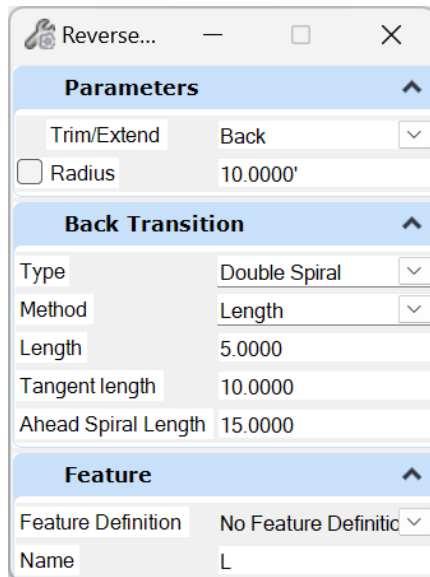 Reverse...
Parameters
Trim/Extend Back
Radius 10.0000'
Back Transition
Type Double Spiral
Method Length
Length 5.0000
Tangent length 10.0000
Ahead Spiral Length 15.0000
Feature
Feature Definition No Feature Definitic
Name L